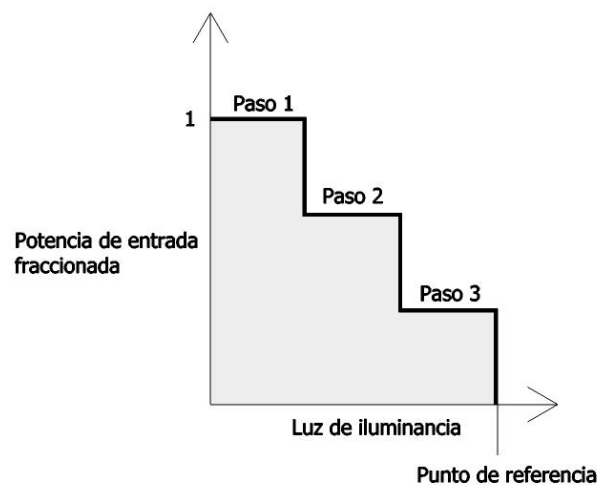 Paso 1
1
Paso 2
Potencia de entrada
fraccionada
Paso 3
Luz de iluminancia
Punto de referencia